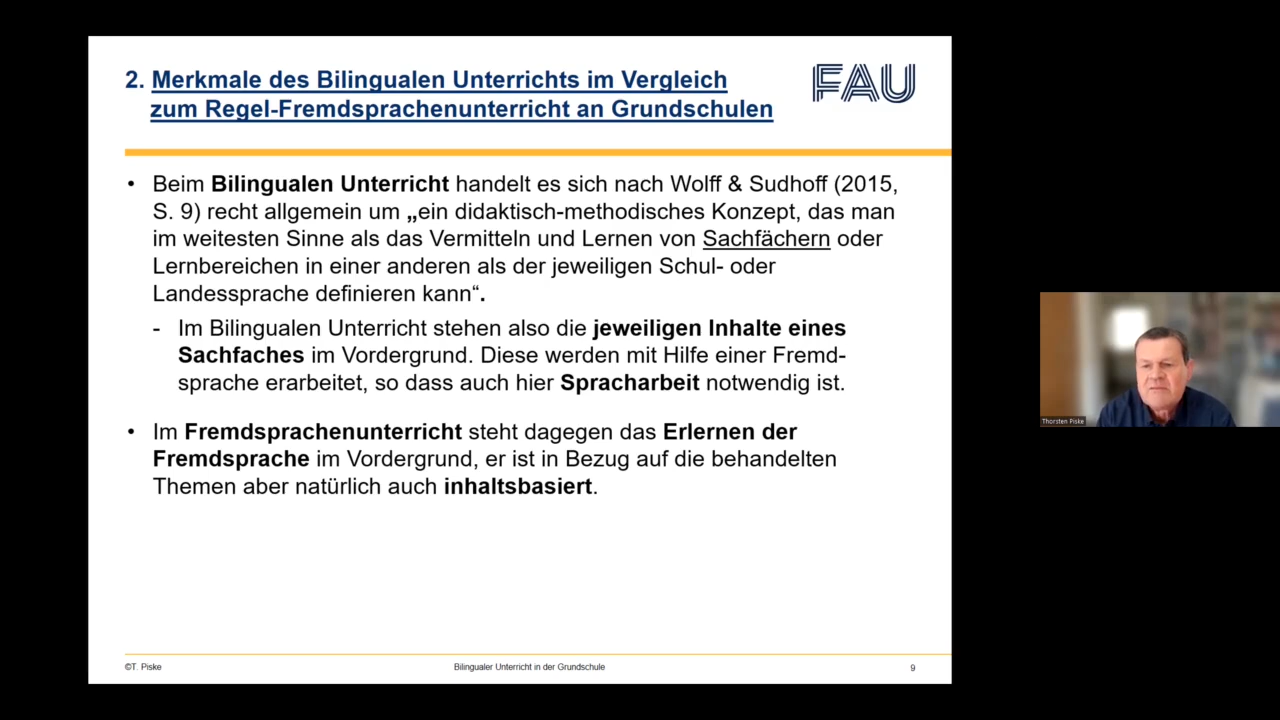 2. Merkmale des Bilingualen Unterrichts im Vergleich
zum Regel-Fremdsprachenunterricht an Grundschulen
FAU
• Beim Bilingualen Unterricht handelt es sich nach Wolff & Sudhoff (2015,
S. 9) recht allgemein um „ein didaktisch-methodisches Konzept, das man
im weitesten Sinne als das Vermitteln und Lernen von Sachfächern oder
Lernbereichen in einer anderen als der jeweiligen Schul- oder
Landessprache definieren kann“.
- Im Bilingualen Unterricht stehen also die jeweiligen Inhalte eines
Sachfaches im Vordergrund. Diese werden mit Hilfe einer Fremd-
sprache erarbeitet, so dass auch hier Spracharbeit notwendig ist.
• Im Fremdsprachenunterricht steht dagegen das Erlernen der
Fremdsprache im Vordergrund, er ist in Bezug auf die behandelten
Themen aber natürlich auch inhaltsbasiert.
©T. Piske
Bilingualer Unterricht in der Grundschule
9
Thorsten Piske